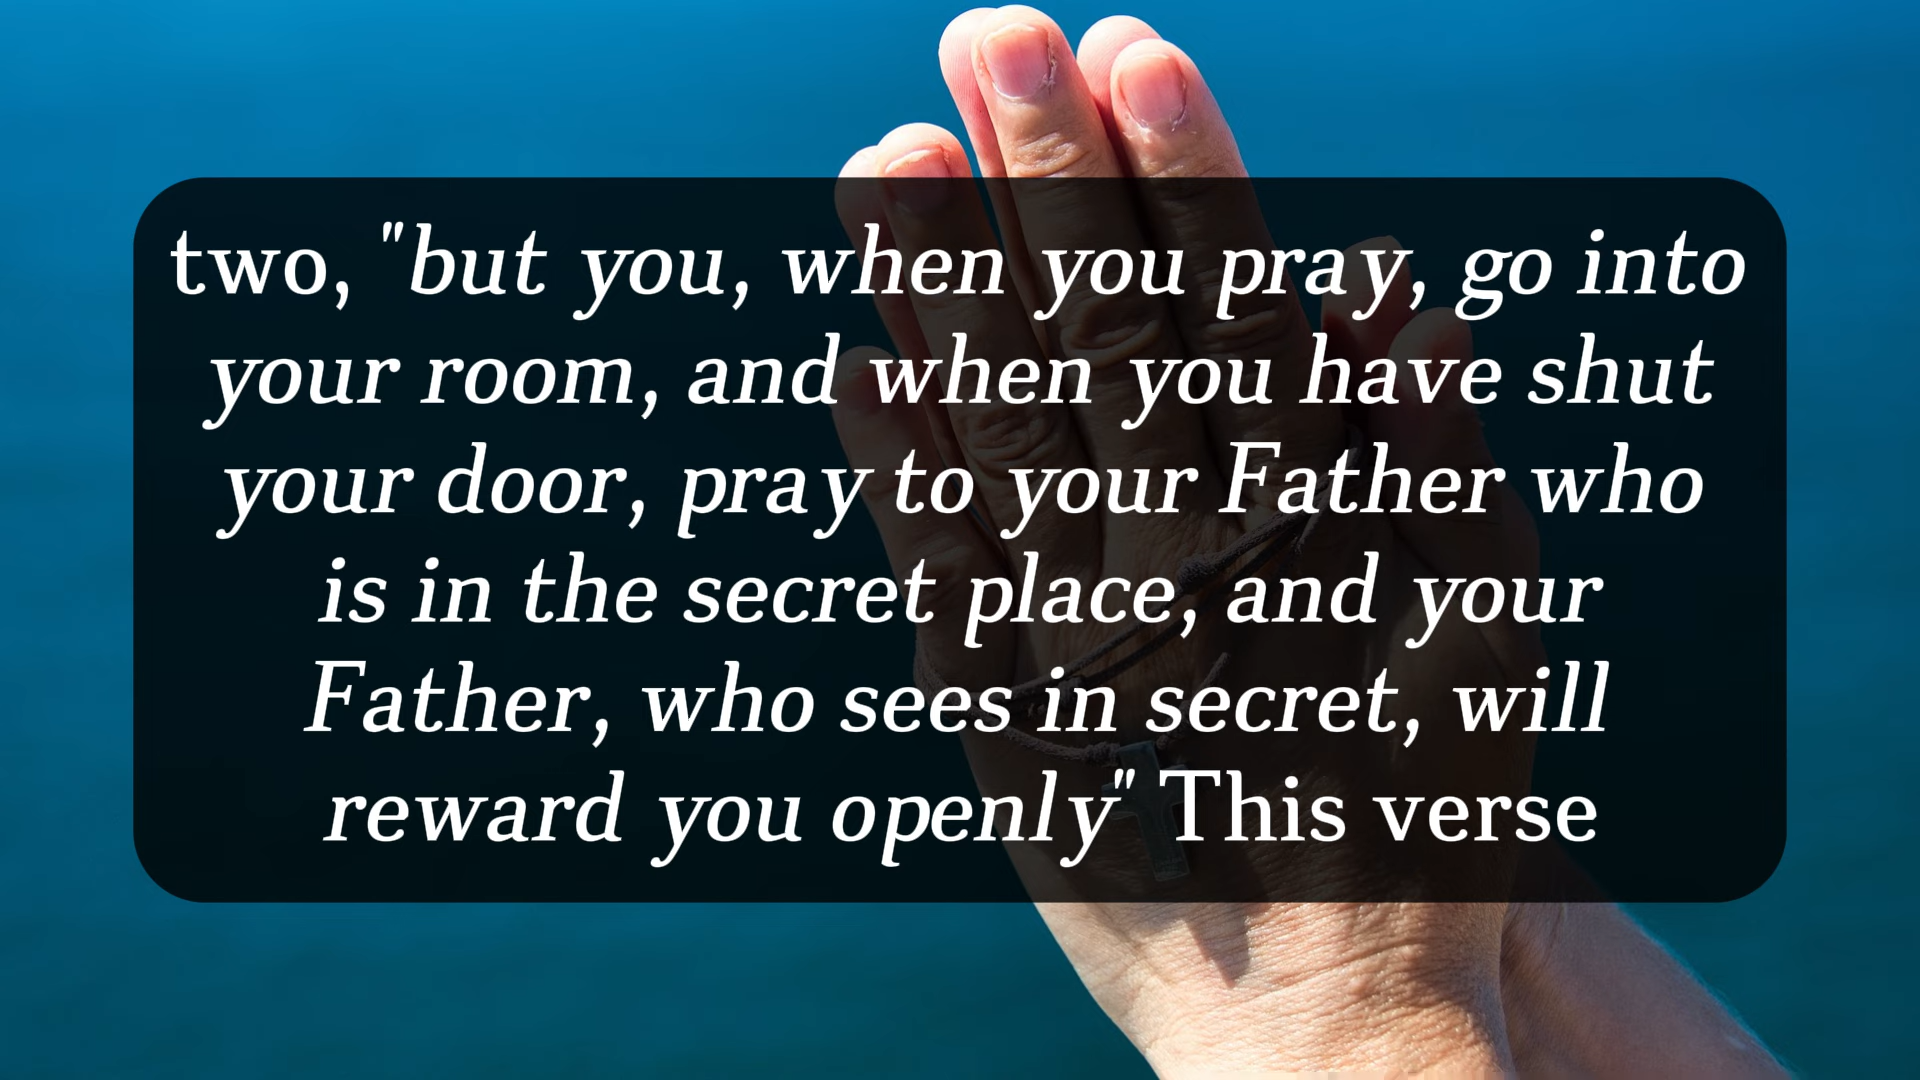 two, "but you, when you pray, go into
your room, and when you have shut
your door, pray to your Father who
is in the secret place, and your
Father, who sees in secret, will
reward you openly" This verse